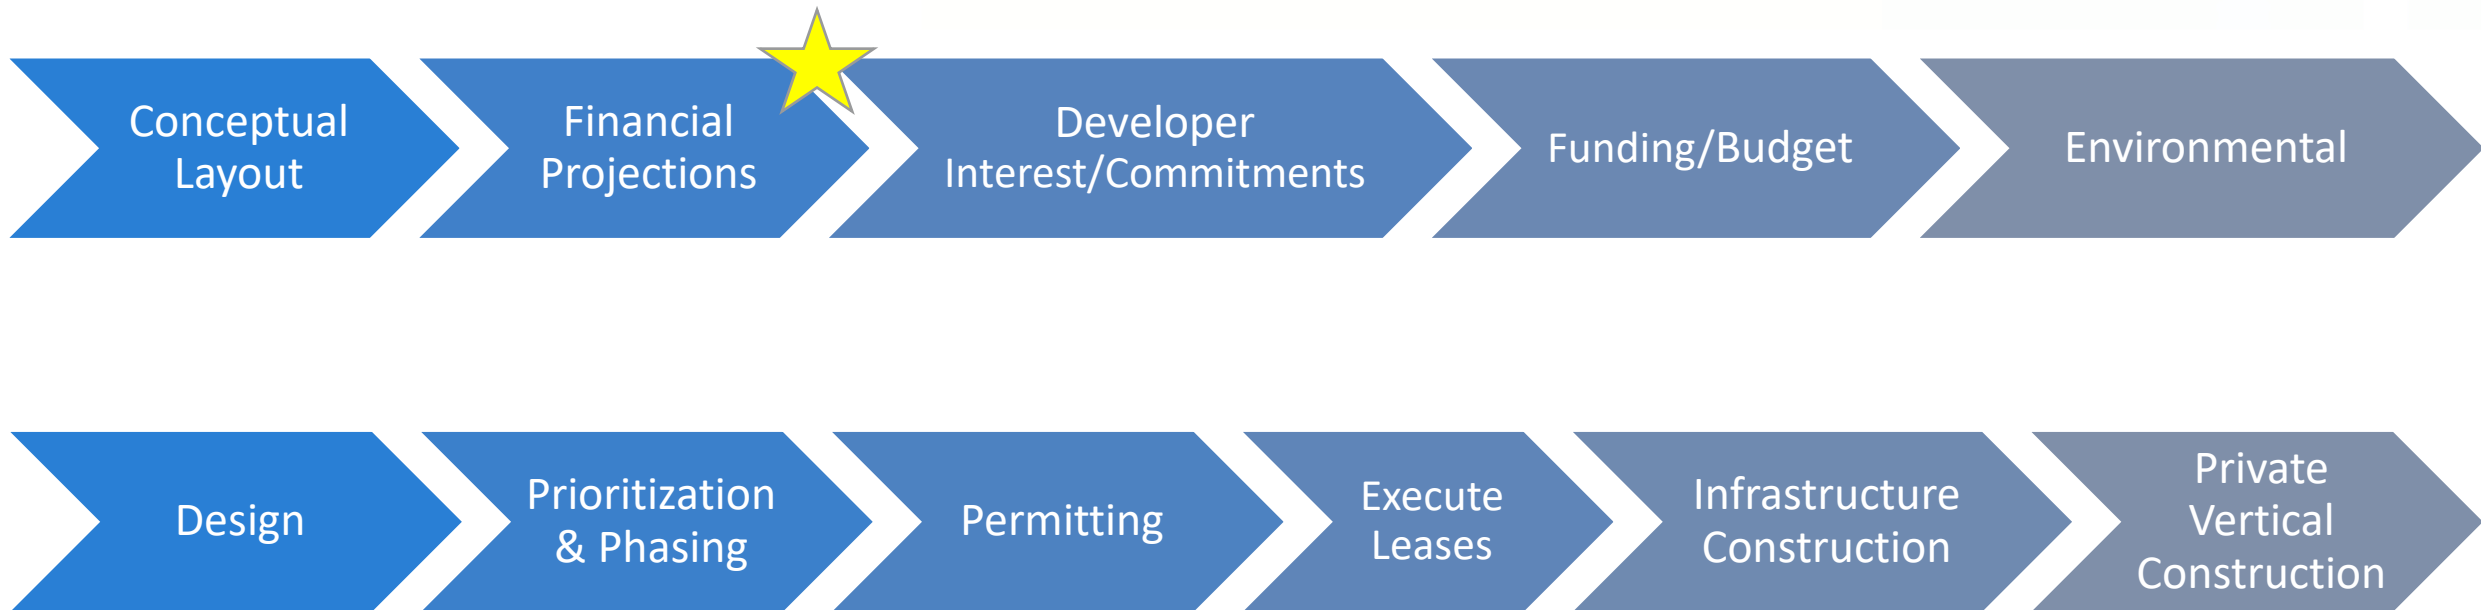 Conceptual
Layout
Financial
Projections
Developer
Interest/Commitments
Funding/Budget
Environmental
Design
Prioritization
& Phasing
Permitting
Execute
Leases
Infrastructure
Construction
Private
Vertical
Construction